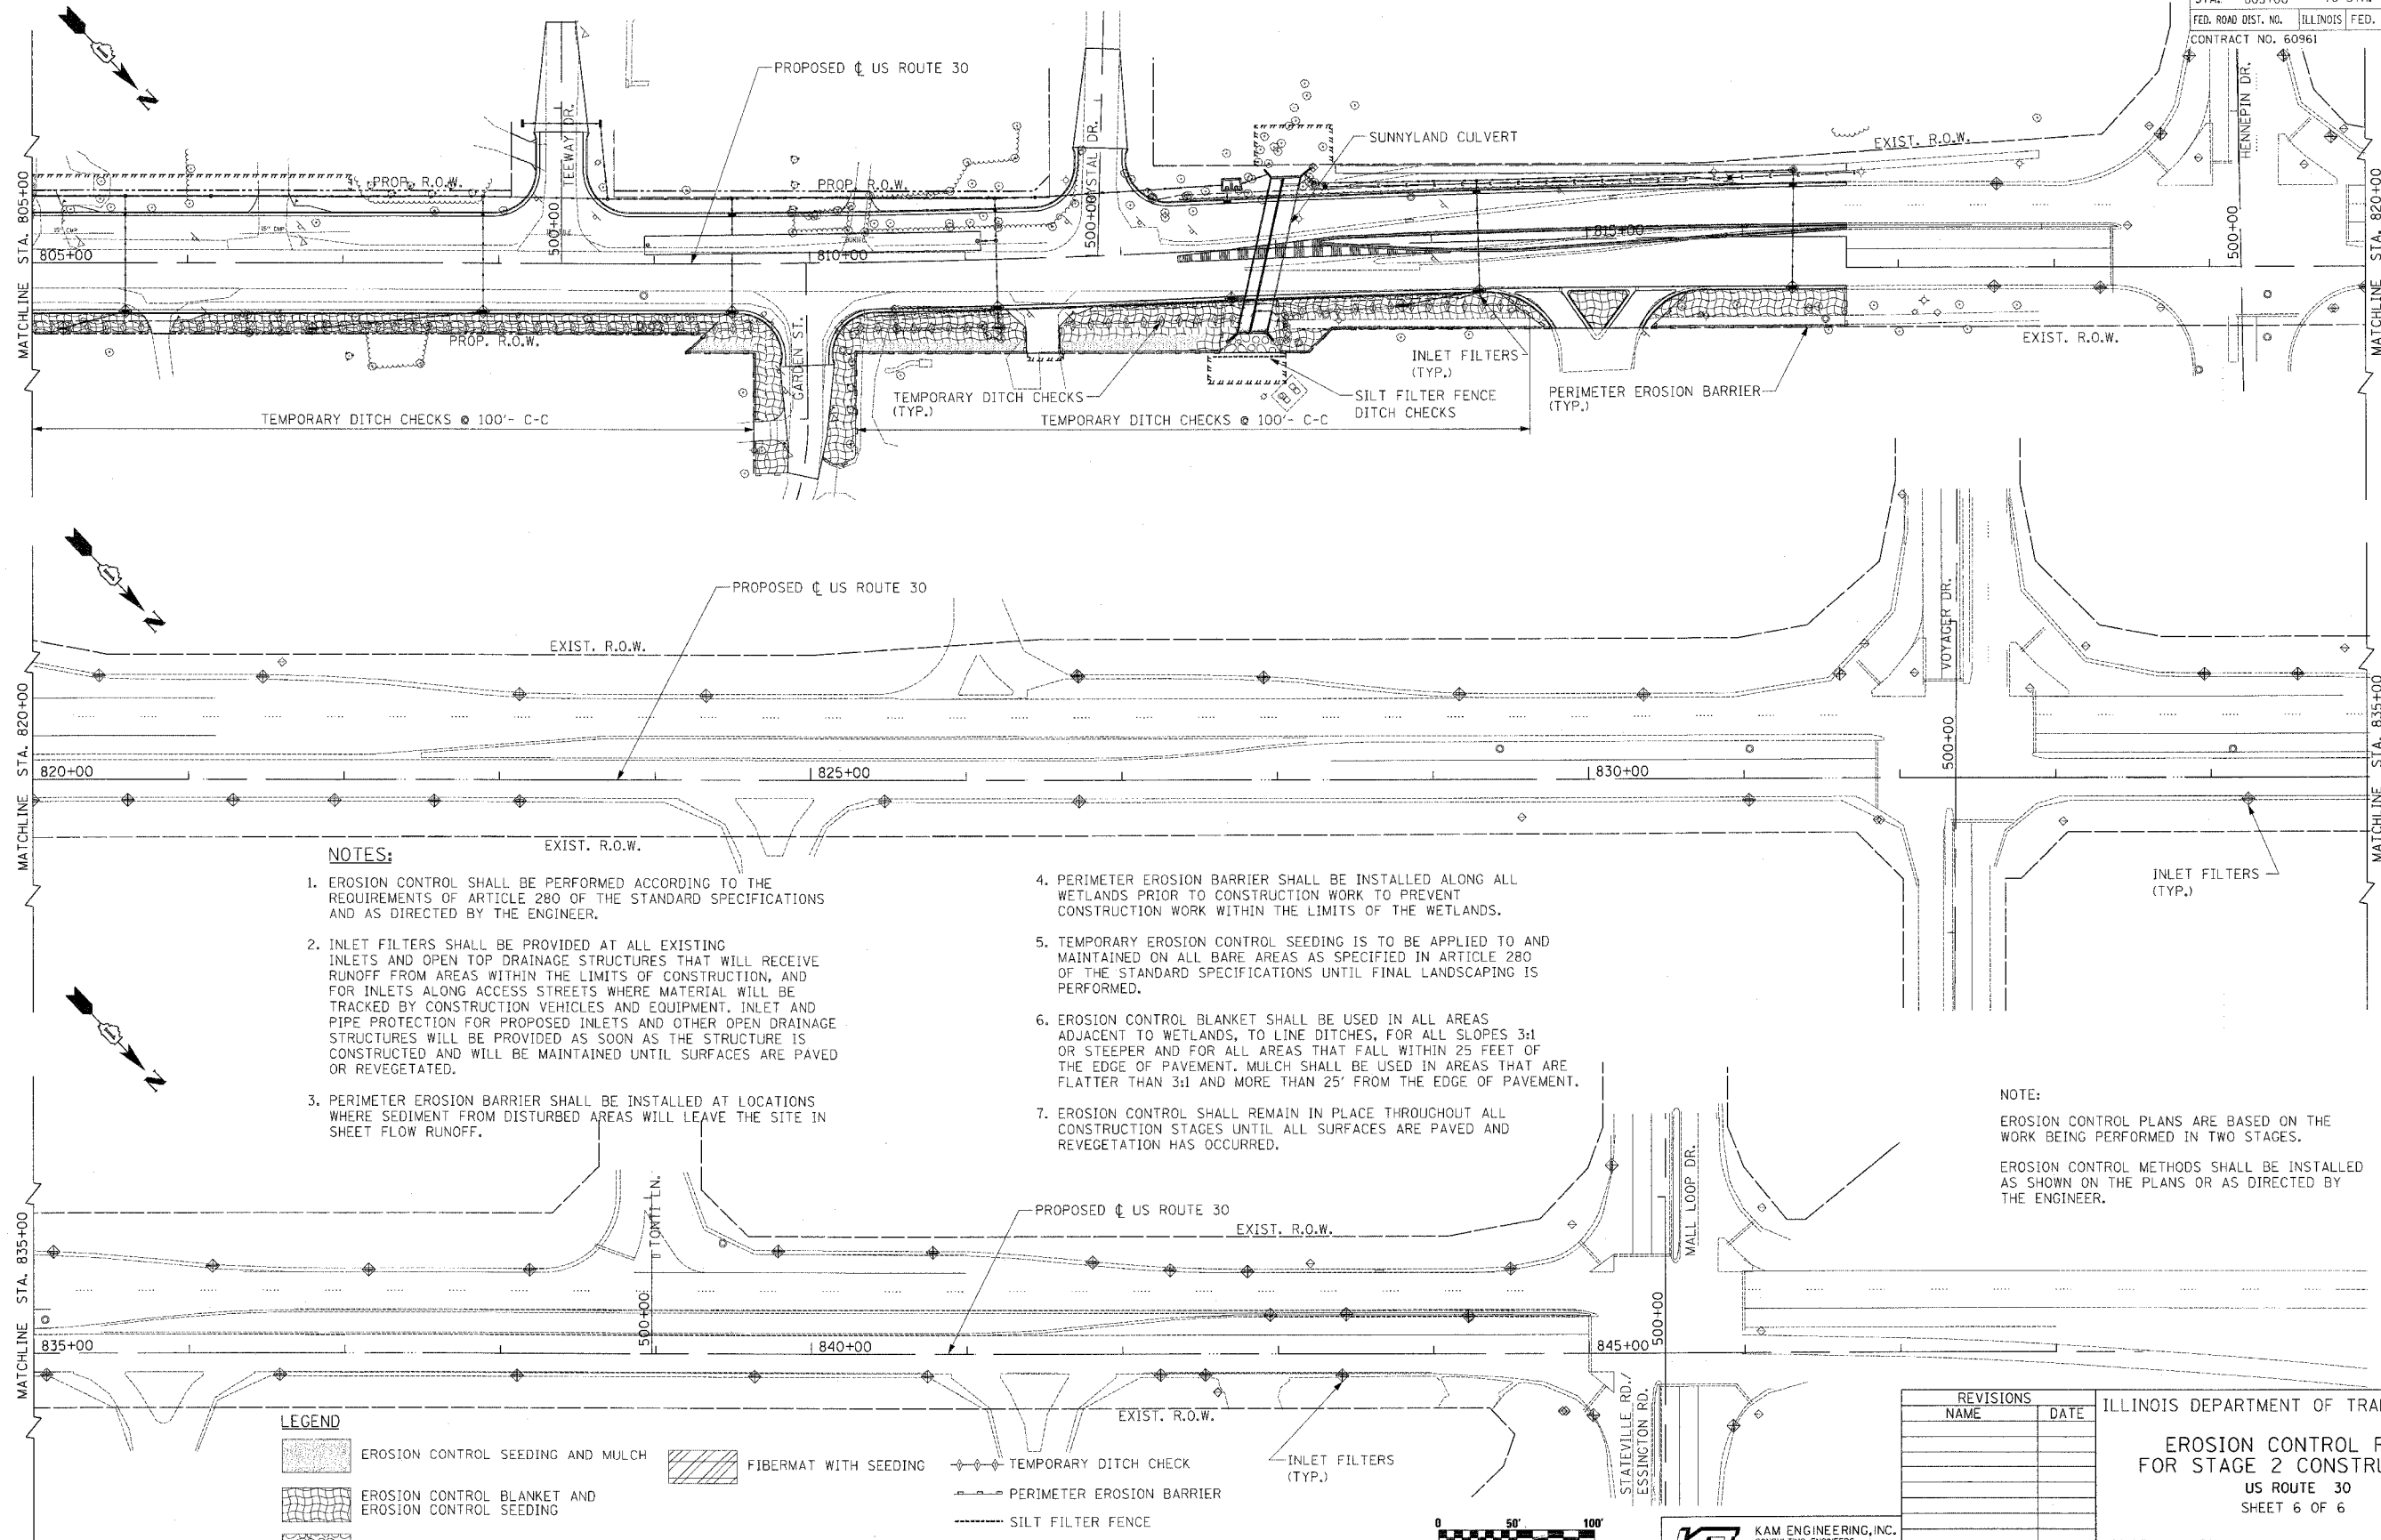 FED. ROAD DIST. NO. ILLINOIS FED.
CONTRACT NO. 60961
N
PROPOSED ℄ US ROUTE 30
TEEWAY DR.
CRYSTAL DR.
SUNNYLAND CULVERT
EXIST. R.O.W.
HENNEPIN DR.
MATCHLINE STA. 805+00
MATCHLINE STA. 820+00
PROP. R.O.W.
PROP. R.O.W.
500+00
500+00
500+00
805+00
810+00
815+00
PROP. R.O.W.
GARDEN ST.
EXIST. R.O.W.
INLET FILTERS
(TYP.)
TEMPORARY DITCH CHECKS
(TYP.)
SILT FILTER FENCE
DITCH CHECKS
PERIMETER EROSION BARRIER
(TYP.)
TEMPORARY DITCH CHECKS @ 100'- C-C
TEMPORARY DITCH CHECKS @ 100'- C-C
N
PROPOSED ℄ US ROUTE 30
EXIST. R.O.W.
VOYAGER DR.
MATCHLINE STA. 820+00
MATCHLINE STA. 835+00
500+00
820+00
825+00
830+00
EXIST. R.O.W.
INLET FILTERS
(TYP.)
NOTES:
1. EROSION CONTROL SHALL BE PERFORMED ACCORDING TO THE
REQUIREMENTS OF ARTICLE 280 OF THE STANDARD SPECIFICATIONS
AND AS DIRECTED BY THE ENGINEER.
2. INLET FILTERS SHALL BE PROVIDED AT ALL EXISTING
INLETS AND OPEN TOP DRAINAGE STRUCTURES THAT WILL RECEIVE
RUNOFF FROM AREAS WITHIN THE LIMITS OF CONSTRUCTION, AND
FOR INLETS ALONG ACCESS STREETS WHERE MATERIAL WILL BE
TRACKED BY CONSTRUCTION VEHICLES AND EQUIPMENT. INLET AND
PIPE PROTECTION FOR PROPOSED INLETS AND OTHER OPEN DRAINAGE
STRUCTURES WILL BE PROVIDED AS SOON AS THE STRUCTURE IS
CONSTRUCTED AND WILL BE MAINTAINED UNTIL SURFACES ARE PAVED
OR REVEGETATED.
3. PERIMETER EROSION BARRIER SHALL BE INSTALLED AT LOCATIONS
WHERE SEDIMENT FROM DISTURBED AREAS WILL LEAVE THE SITE IN
SHEET FLOW RUNOFF.
4. PERIMETER EROSION BARRIER SHALL BE INSTALLED ALONG ALL
WETLANDS PRIOR TO CONSTRUCTION WORK TO PREVENT
CONSTRUCTION WORK WITHIN THE LIMITS OF THE WETLANDS.
5. TEMPORARY EROSION CONTROL SEEDING IS TO BE APPLIED TO AND
MAINTAINED ON ALL BARE AREAS AS SPECIFIED IN ARTICLE 280
OF THE STANDARD SPECIFICATIONS UNTIL FINAL LANDSCAPING IS
PERFORMED.
6. EROSION CONTROL BLANKET SHALL BE USED IN ALL AREAS
ADJACENT TO WETLANDS, TO LINE DITCHES, FOR ALL SLOPES 3:1
OR STEEPER AND FOR ALL AREAS THAT FALL WITHIN 25 FEET OF
THE EDGE OF PAVEMENT. MULCH SHALL BE USED IN AREAS THAT ARE
FLATTER THAN 3:1 AND MORE THAN 25' FROM THE EDGE OF PAVEMENT.
7. EROSION CONTROL SHALL REMAIN IN PLACE THROUGHOUT ALL
CONSTRUCTION STAGES UNTIL ALL SURFACES ARE PAVED AND
REVEGETATION HAS OCCURRED.
NOTE:
EROSION CONTROL PLANS ARE BASED ON THE
WORK BEING PERFORMED IN TWO STAGES.
EROSION CONTROL METHODS SHALL BE INSTALLED
AS SHOWN ON THE PLANS OR AS DIRECTED BY
THE ENGINEER.
N
MATCHLINE STA. 835+00
TONTI LN.
PROPOSED ℄ US ROUTE 30
EXIST. R.O.W.
MALL LOOP DR.
500+00
500+00
835+00
840+00
845+00
EXIST. R.O.W.
STATEVILLE RD./
ESSINGTON RD.
INLET FILTERS
(TYP.)
LEGEND
EROSION CONTROL SEEDING AND MULCH
EROSION CONTROL BLANKET AND
EROSION CONTROL SEEDING
FIBERMAT WITH SEEDING
TEMPORARY DITCH CHECK
PERIMETER EROSION BARRIER
SILT FILTER FENCE
0 50' 100'
KAM ENGINEERING, INC.
REVISIONS
NAME DATE
ILLINOIS DEPARTMENT OF
EROSION CONTROL
FOR STAGE 2
US ROUTE 30
SHEET 6 OF 6